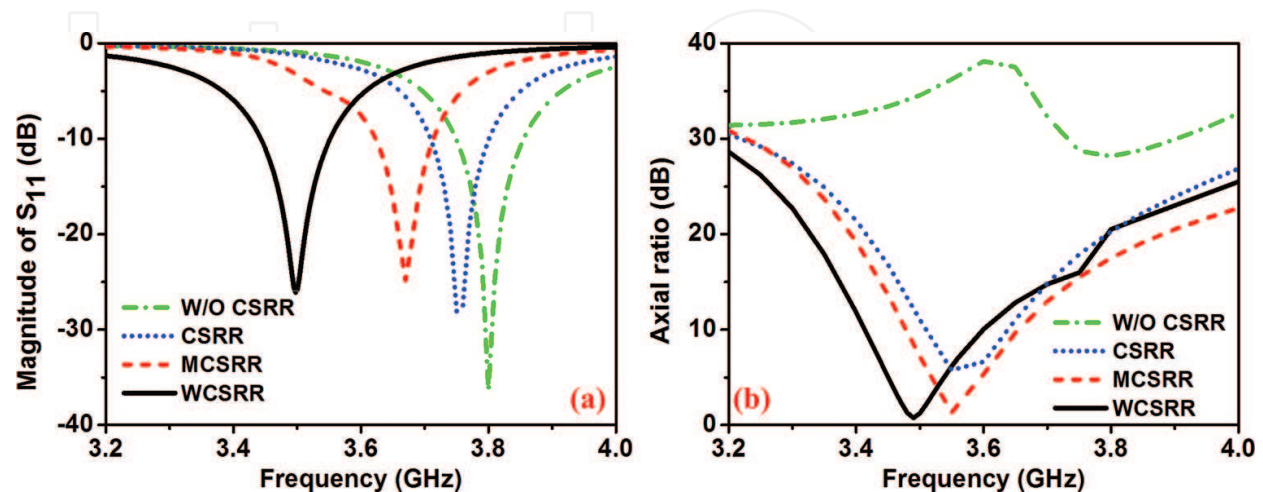 0
-10
-20
-30
-40
3.2
3.4
3.6
3.8
4.0
Magnitude of S11 (dB)
Frequency (GHz)
W/O CSRR
CSRR
MCSRR
WCSRR
(a)
40
30
20
10
0
3.2
3.4
3.6
3.8
4.0
Axial ratio (dB)
Frequency (GHz)
W/O CSRR
CSRR
MCSRR
WCSRR
(b)